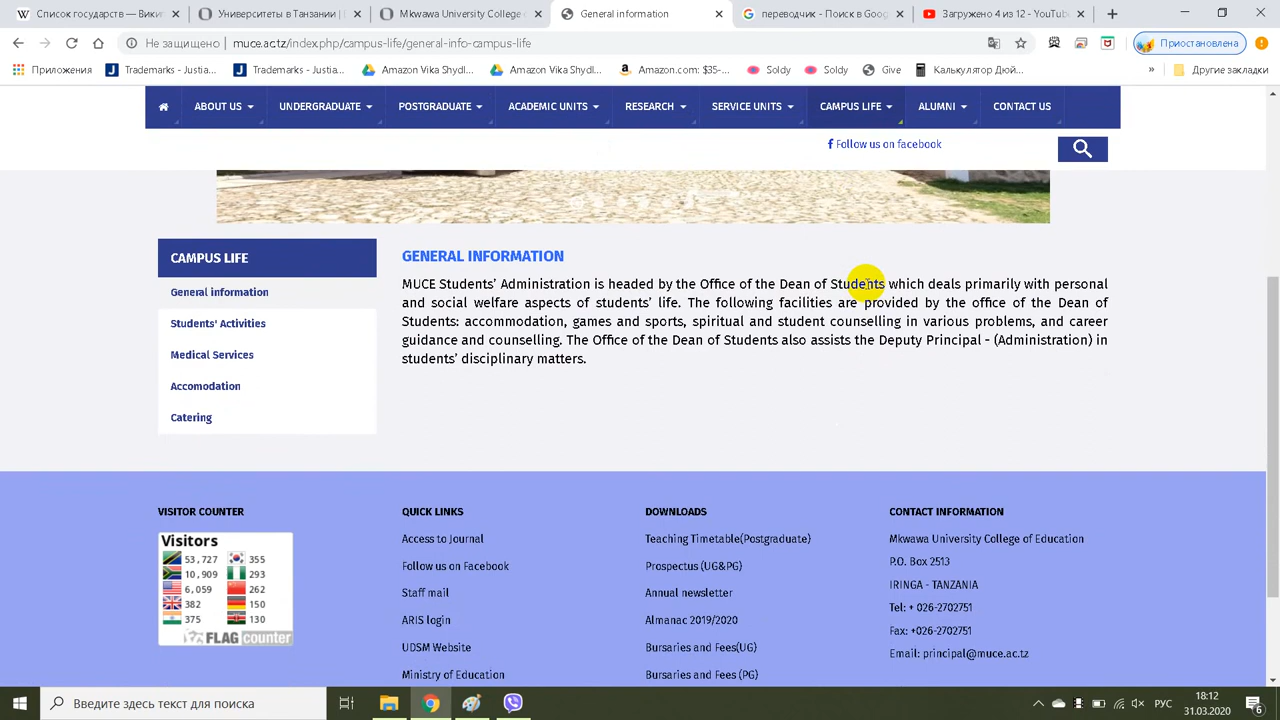 Список государств — Вики
Университеты в Танзании |
Mkwawa University College o
General information
переводчик - Поиск в Goog
Загружено 4 из 12 - YouTube
Не защищено | muce.ac.tz/index.php/campus-life/general-info-campus-life
Приостановлена
Приложения
Trademarks - Justia...
Trademarks - Justia...
Amazon Vika Shydl...
Amazon Vika Shydl...
Amazon.com: $35-...
Soldy
Soldy
Give
Калькулятор Дюй...
»
Другие закладки
ABOUT US UNDERGRADUATE POSTGRADUATE ACADEMIC UNITS RESEARCH SERVICE UNITS CAMPUS LIFE ALUMNI CONTACT US
Follow us on facebook
CAMPUS LIFE
General information
Students' Activities
Medical Services
Accomodation
Catering
GENERAL INFORMATION
MUCE Students’ Administration is headed by the Office of the Dean of Students which deals primarily with personal
and social welfare aspects of students’ life. The following facilities are provided by the office of the Dean of
Students: accommodation, games and sports, spiritual and student counselling in various problems, and career
guidance and counselling. The Office of the Dean of Students also assists the Deputy Principal - (Administration) in
students’ disciplinary matters.
VISITOR COUNTER
Visitors
53,727 355
10,909 293
6,059 262
382 150
375 130
FLAG counter
QUICK LINKS
Access to Journal
Follow us on Facebook
Staff mail
ARIS login
UDSM Website
Ministry of Education
DOWNLOADS
Teaching Timetable(Postgraduate)
Prospectus (UG&PG)
Annual newsletter
Almanac 2019/2020
Bursaries and Fees(UG)
Bursaries and Fees (PG)
CONTACT INFORMATION
Mkwawa University College of Education
P.O. Box 2513
IRINGA - TANZANIA
Tel: + 026-2702751
Fax: +026-2702751
Email: principal@muce.ac.tz
Введите здесь текст для поиска
РУС
18:12
31.03.2020
6